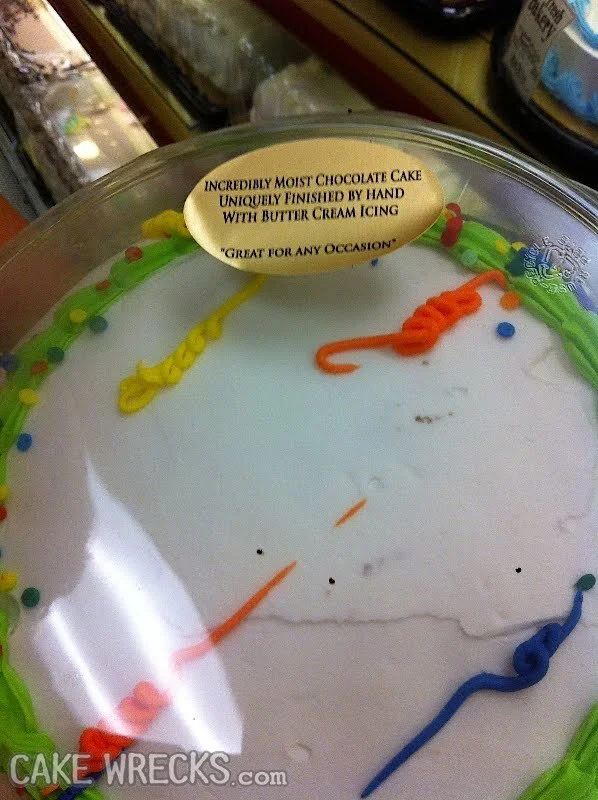 INCREDIBLY MOIST CHOCOLATE CAKE
UNIQUELY FINISHED BY HAND
WITH BUTTER CREAM ICING
"GREAT FOR ANY OCCASION"
CAKE WRECKS.com